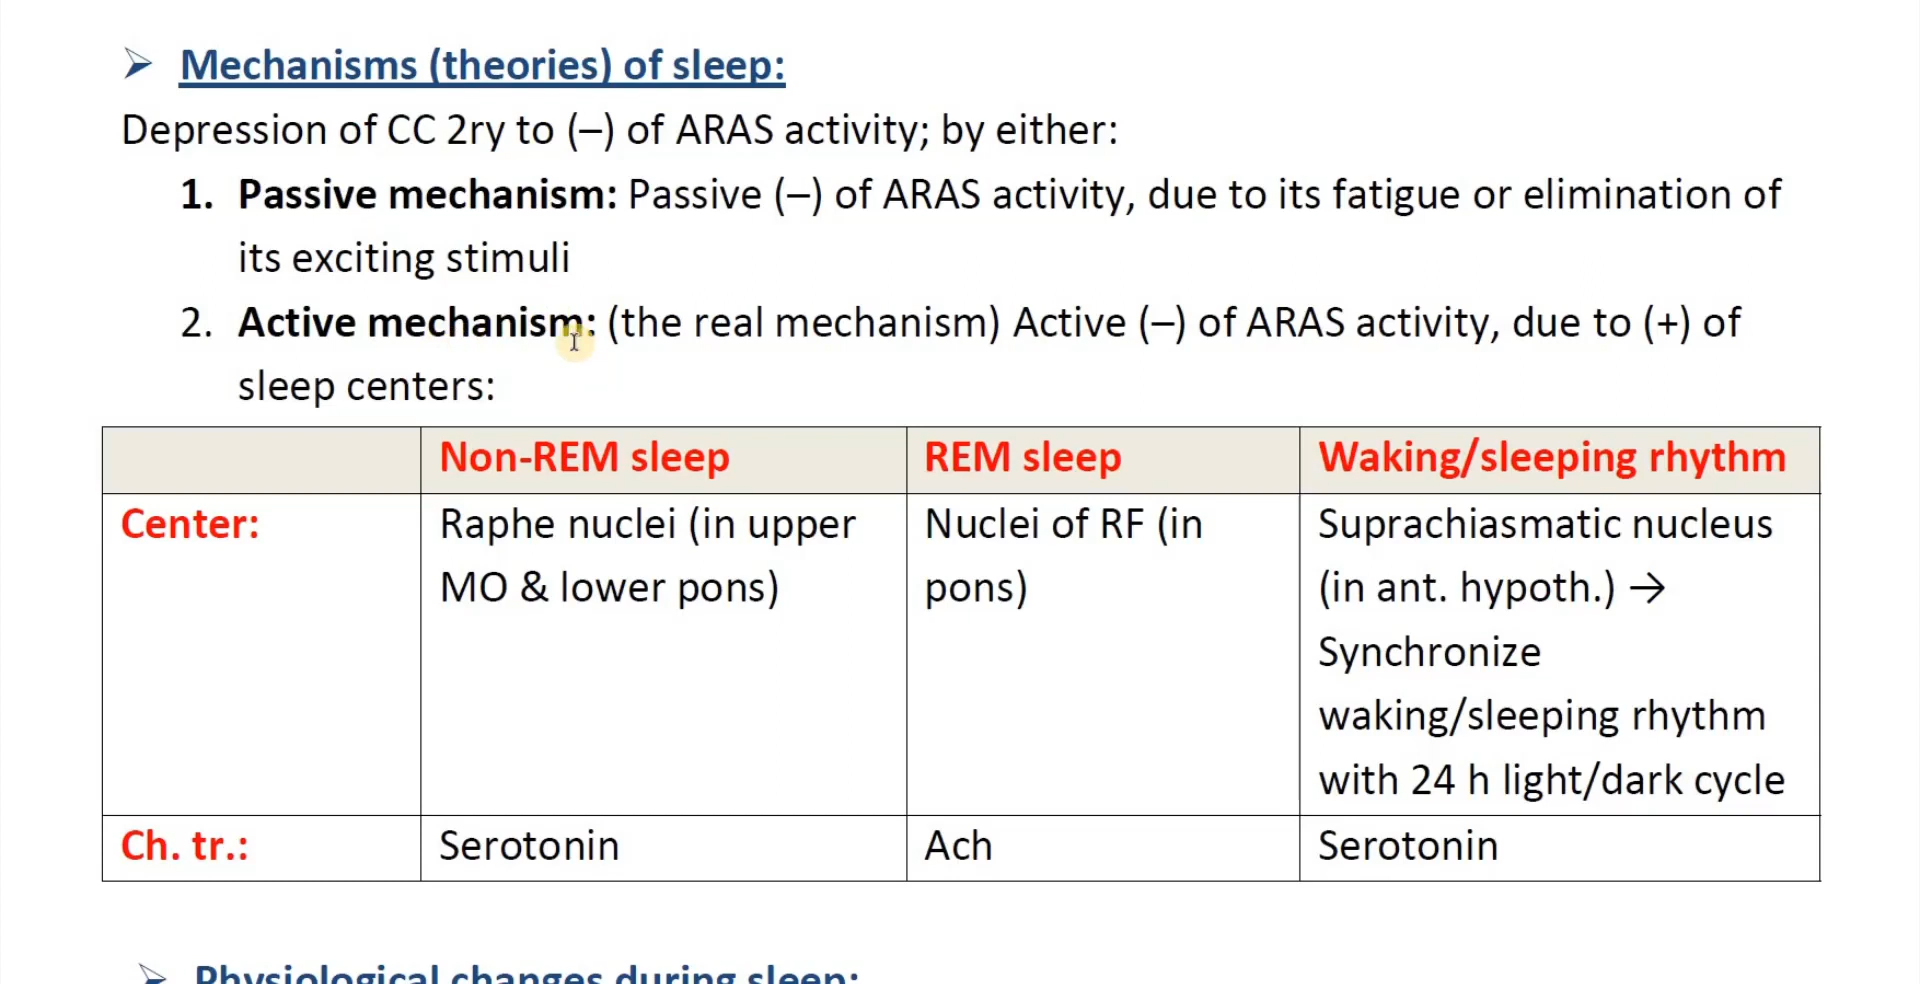 ➢ Mechanisms (theories) of sleep:
Depression of CC 2ry to (–) of ARAS activity; by either:
1. Passive mechanism: Passive (–) of ARAS activity, due to its fatigue or elimination of
its exciting stimuli
2. Active mechanism: (the real mechanism) Active (–) of ARAS activity, due to (+) of
sleep centers:
Non-REM sleep
REM sleep
Waking/sleeping rhythm
Center:
Raphe nuclei (in upper
MO & lower pons)
Nuclei of RF (in
pons)
Suprachiasmatic nucleus
(in ant. hypoth.) →
Synchronize
waking/sleeping rhythm
with 24 h light/dark cycle
Ch. tr.:
Serotonin
Ach
Serotonin
➢ Physiological changes during sleep: